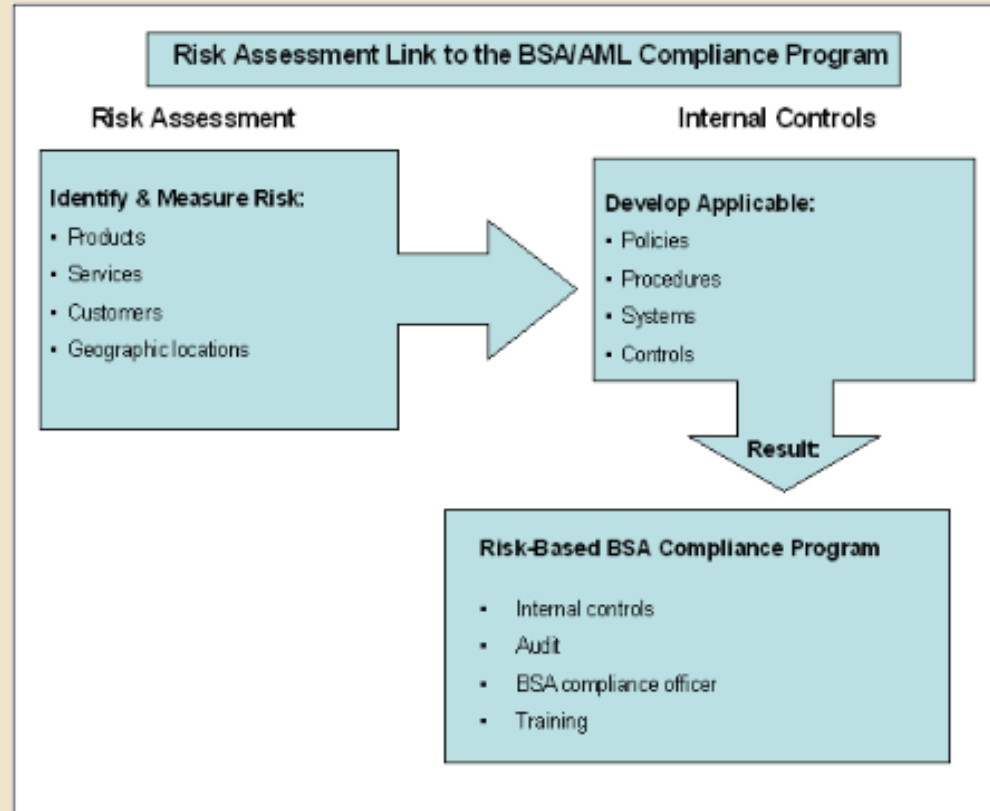 Risk Assessment Link to the BSA/AML Compliance Program
Risk Assessment
Internal Controls
Identify & Measure Risk:
▪ Products
▪ Services
▪ Customers
▪ Geographic locations
Develop Applicable:
▪ Policies
▪ Procedures
▪ Systems
▪ Controls
Result:
Risk-Based BSA Compliance Program
▪ Internal controls
▪ Audit
▪ BSA compliance officer
▪ Training